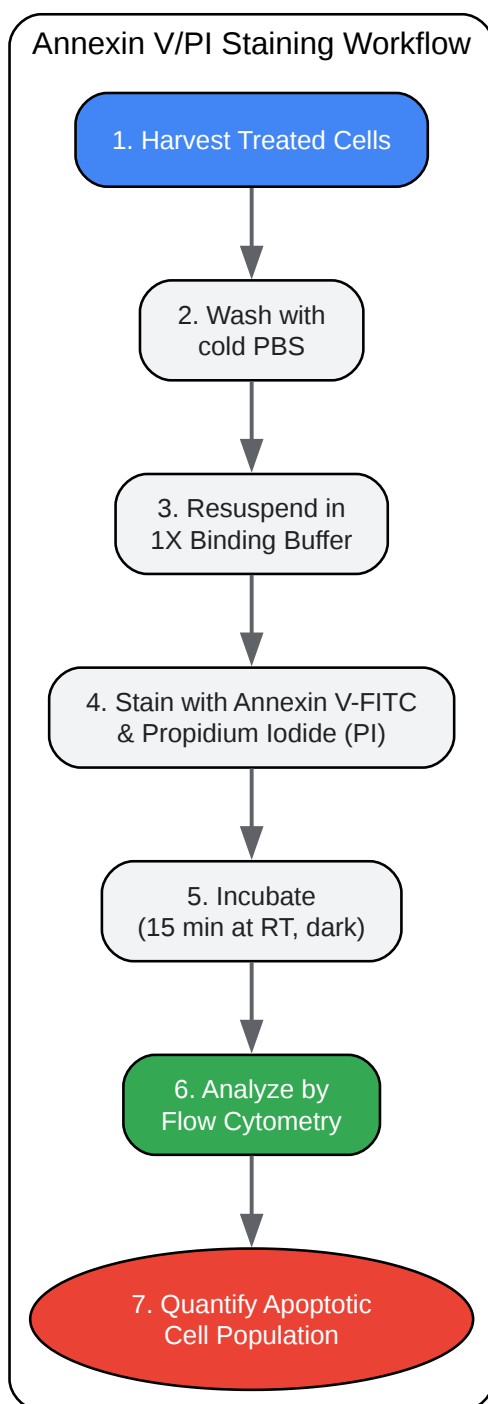 Annexin V/PI Staining Workflow
1. Harvest Treated Cells
2. Wash with
cold PBS
3. Resuspend in
1X Binding Buffer
4. Stain with Annexin V-FITC
& Propidium Iodide (PI)
5. Incubate
(15 min at RT, dark)
6. Analyze by
Flow Cytometry
7. Quantify Apoptotic
Cell Population